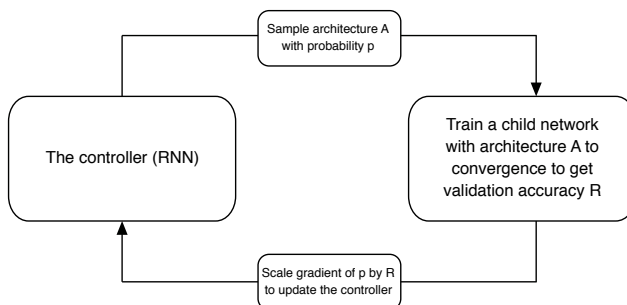 Sample architecture A
with probability p
The controller (RNN)
Train a child network
with architecture A to
convergence to get
validation accuracy R
Scale gradient of p by R
to update the controller